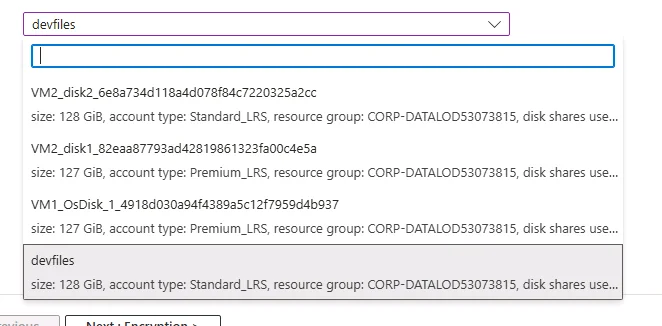 devfiles
VM2_disk2_6e8a734d118a4d078f84c7220325a2cc
size: 128 GiB, account type: Standard_LRS, resource group: CORP-DATALOD53073815, disk shares use...
VM2_disk1_82eaa87793ad42819861323fa00c4e5a
size: 127 GiB, account type: Premium_LRS, resource group: CORP-DATALOD53073815, disk shares use...
VM1_OsDisk_1_4918d030a94f4389a5c12f7959d4b937
size: 127 GiB, account type: Premium_LRS, resource group: CORP-DATALOD53073815, disk shares use...
devfiles
size: 128 GiB, account type: Standard_LRS, resource group: CORP-DATALOD53073815, disk shares use...
evious Next : Encryption >